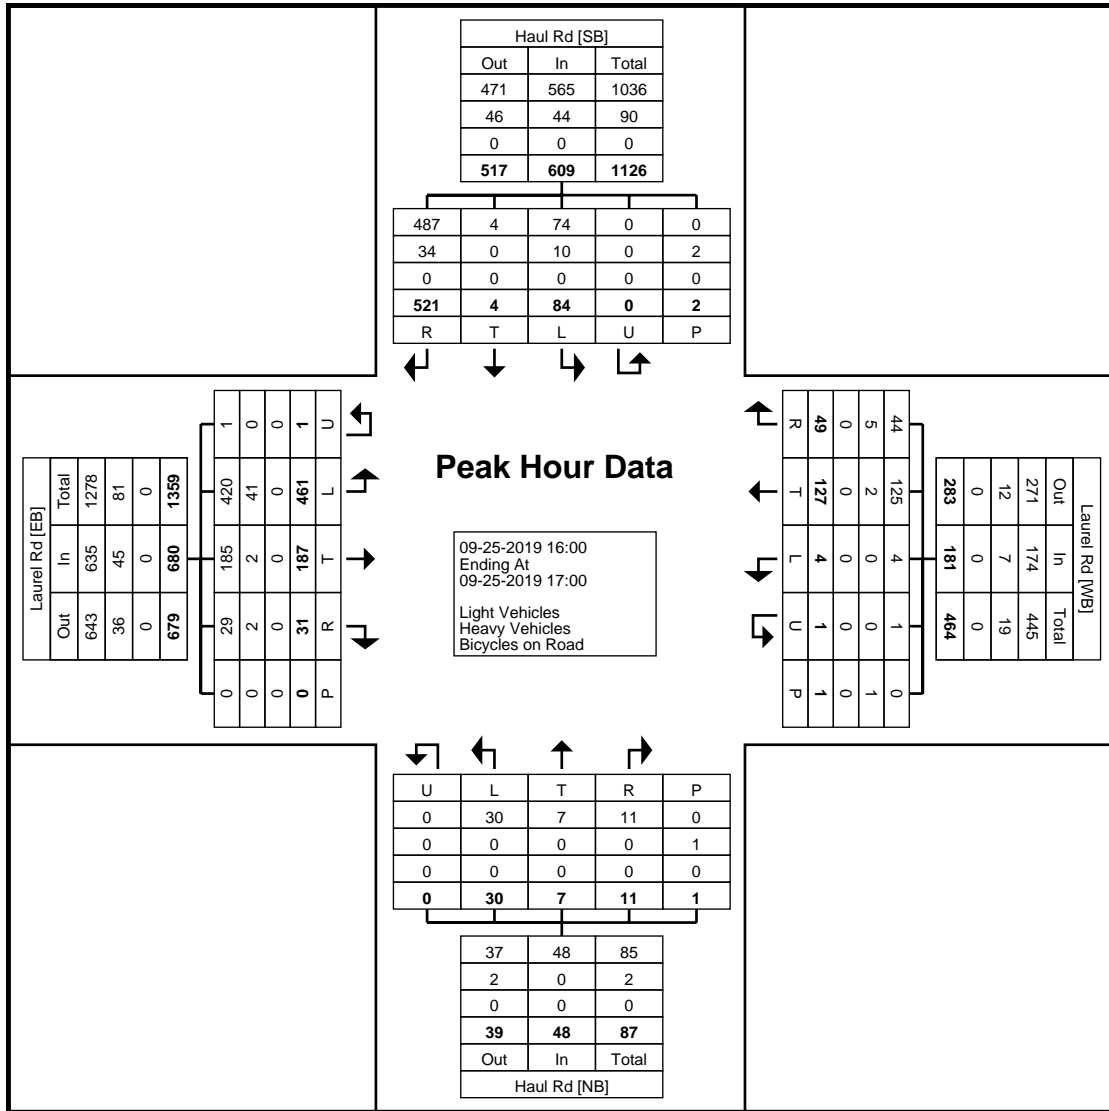 Haul Rd [SB]
Out In Total
471 565 1036
46 44 90
0 0 0
517 609 1126
487 4 74 0 0
34 0 10 0 2
0 0 0 0 0
521 4 84 0 2
R T L U P
Laurel Rd [EB]
Total 1278 81 0 1359
In 635 45 0 680
Out 643 36 0 679
1 0 0 1 U
420 41 0 461 L
185 2 0 187 T
29 2 0 31 R
0 0 0 0 P
Peak Hour Data
09-25-2019 16:00
Ending At
09-25-2019 17:00
Light Vehicles
Heavy Vehicles
Bicycles on Road
R 49 0 5 44
T 127 0 2 125
L 4 0 0 4
U 1 0 0 1
P 1 0 1 0
283 0 12 271 Out
181 0 7 174 In
464 0 19 445 Total
Laurel Rd [WB]
U L T R P
0 30 7 11 0
0 0 0 0 1
0 0 0 0 0
0 30 7 11 1
37 48 85
2 0 2
0 0 0
39 48 87
Out In Total
Haul Rd [NB]